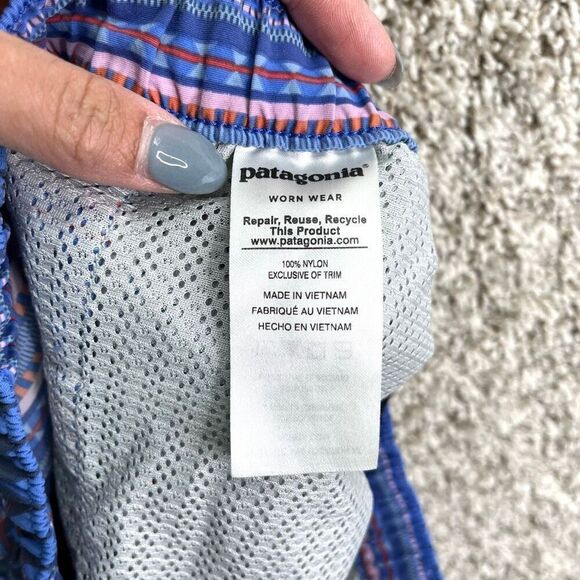 patagonia®
WORN WEAR
Repair, Reuse, Recycle
This Product
www.patagonia.com
100% NYLON
EXCLUSIVE OF TRIM
MADE IN VIETNAM
FABRIQUÉ AU VIETNAM
HECHO EN VIETNAM